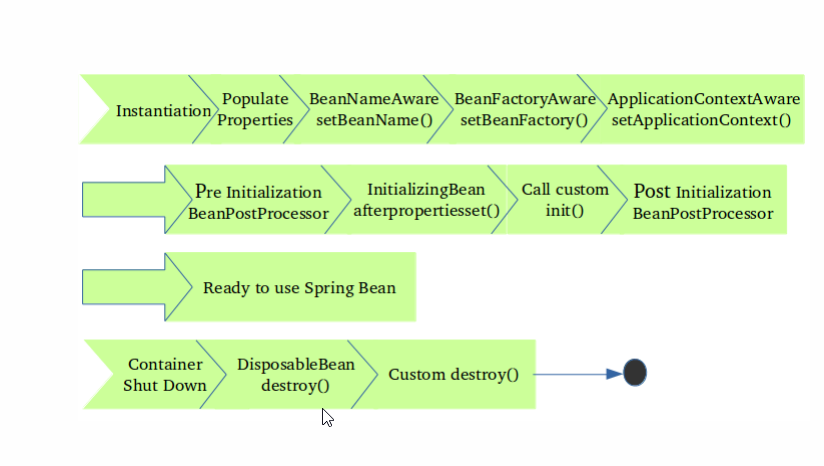 Instantiation
Populate
Properties
BeanNameAware
setBeanName()
BeanFactoryAware
setBeanFactory()
ApplicationContextAware
setApplicationContext()
Pre Initialization
BeanPostProcessor
InitializingBean
afterpropertiesset()
Call custom
init()
Post Initialization
BeanPostProcessor
Ready to use Spring Bean
Container
Shut Down
DisposableBean
destroy()
Custom destroy()